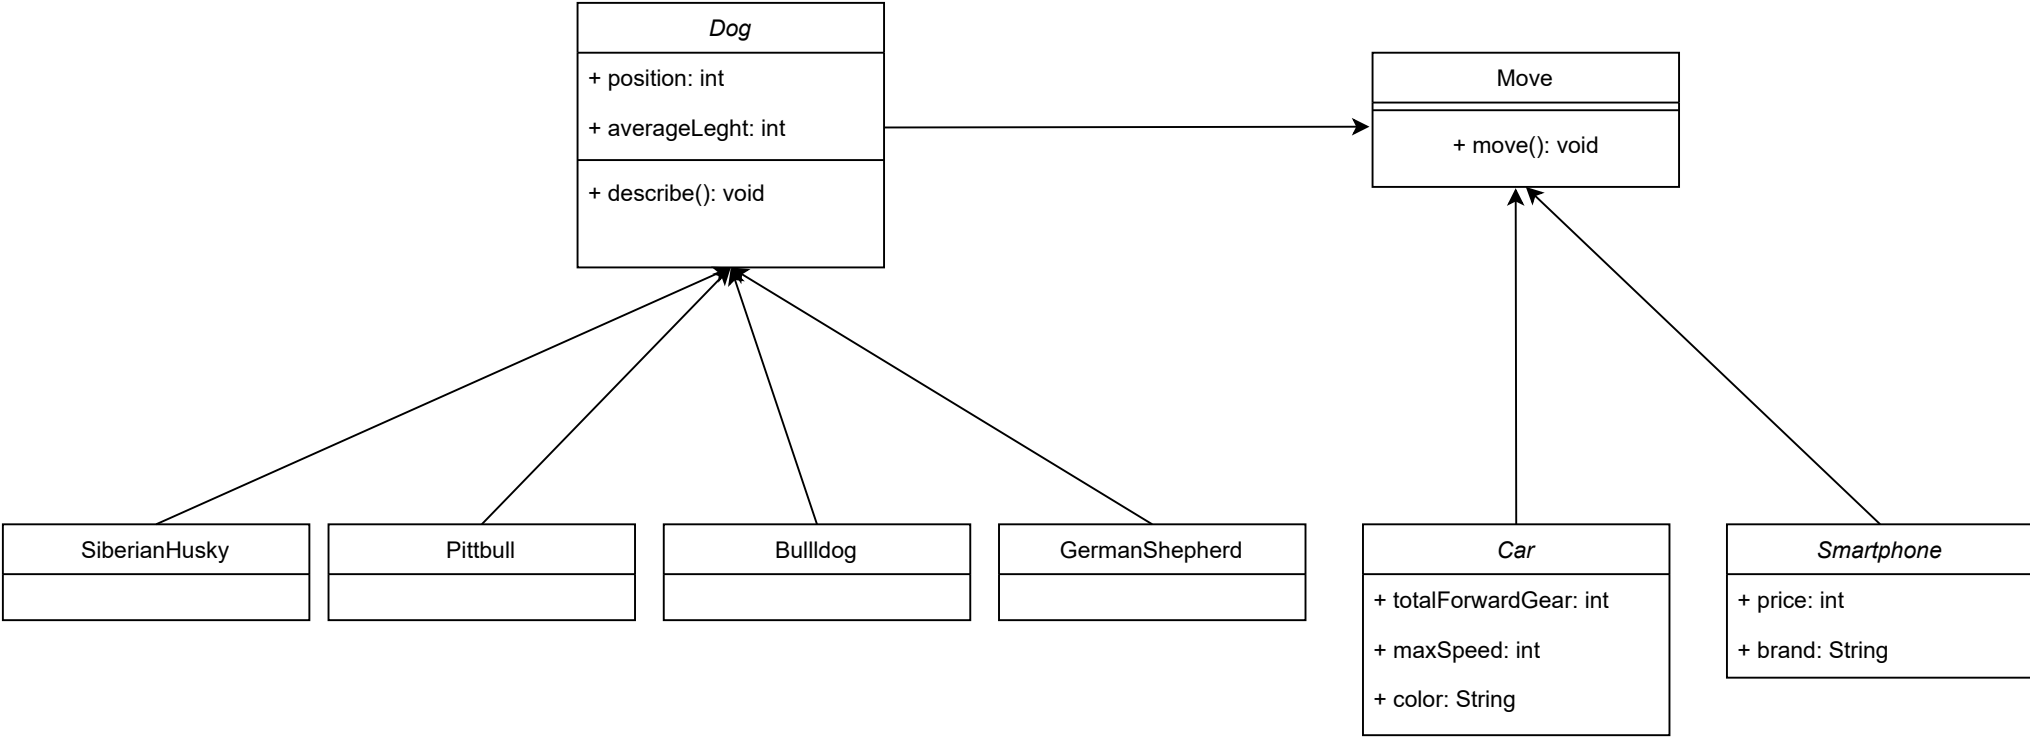 Dog
+ position: int
+ averageLeght: int
+ describe(): void
Move
+ move(): void
SiberianHusky
Pittbull
Bullldog
GermanShepherd
Car
+ totalForwardGear: int
+ maxSpeed: int
+ color: String
Smartphone
+ price: int
+ brand: String